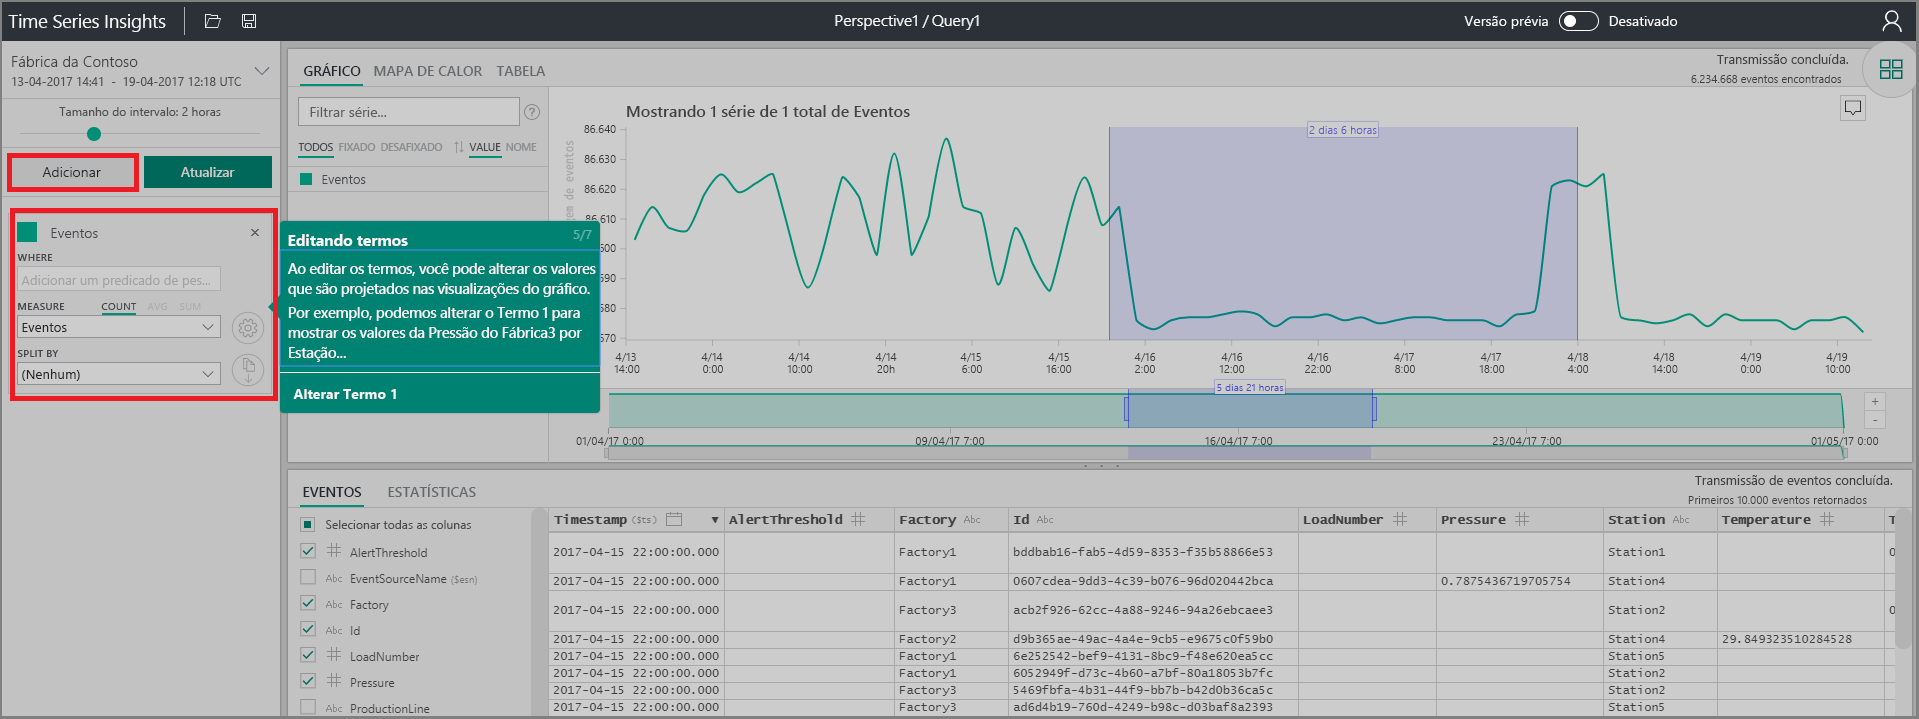 Time Series Insights
Perspective1 / Query1
Versão prévia
Desativado
Fábrica da Contoso
13-04-2017 14:41 - 19-04-2017 12:18 UTC
Tamanho do intervalo: 2 horas
Adicionar
Atualizar
Eventos
WHERE
Adicionar um predicado de pes...
MEASURE COUNT AVG SUM
Eventos
SPLIT BY
(Nenhum)
GRÁFICO MAPA DE CALOR TABELA
Transmissão concluída.
6.234.668 eventos encontrados
Filtrar série...
TODOS FIXADO DESAFIXADO VALUE NOME
Eventos
Editando termos 5/7
Ao editar os termos, você pode alterar os valores
que são projetados nas visualizações do gráfico.
Por exemplo, podemos alterar o Termo 1 para
mostrar os valores da Pressão do Fábrica3 por
Estação...
Alterar Termo 1
Mostrando 1 série de 1 total de Eventos
gem de eventos
86.640
86.630
86.620
86.610
600
590
580
570
2 dias 6 horas
4/13 4/14 4/14 4/14 4/15 4/15 4/16 4/16 4/16 4/17 4/17 4/18 4/18 4/19 4/19
14:00 0:00 10:00 20h 6:00 16:00 2:00 12:00 22:00 8:00 18:00 4:00 14:00 0:00 10:00
5 dias 21 horas
+
-
01/04/17 0:00 09/04/17 7:00 16/04/17 7:00 23/04/17 7:00 01/05/17 0:00
EVENTOS ESTATÍSTICAS
Transmissão de eventos concluída.
Primeiros 10.000 eventos retornados
Selecionar todas as colunas
AlertThreshold
Abc EventSourceName ($esn)
Abc Factory
Abc Id
LoadNumber
Pressure
Abc ProductionLine
Timestamp ($ts) AlertThreshold Factory Abc Id Abc LoadNumber Pressure Station Abc Temperature T
2017-04-15 22:00:00.000 Factory1 bddbab16-fab5-4d59-8353-f35b58866e53 Station1 0
2017-04-15 22:00:00.000 Factory1 0607cdea-9dd3-4c39-b076-96d020442bca 0.7875436719705754 Station4
2017-04-15 22:00:00.000 Factory3 acb2f926-62cc-4a88-9246-94a26ebcaee3 Station2 0
2017-04-15 22:00:00.000 Factory2 d9b365ae-49ac-4a4e-9cb5-e9675c0f59b0 Station4 29.849323510284528
2017-04-15 22:00:00.000 Factory1 6e252542-bef9-4131-8bc9-f48e620ea5cc Station5
2017-04-15 22:00:00.000 Factory1 6052949f-d73c-4b60-a7bf-80a18053b7fc Station2
2017-04-15 22:00:00.000 Factory3 5469fbfa-4b31-44f9-bb7b-b42d0b36ca5c Station2
2017-04-15 22:00:00.000 Factory3 ad6d4b19-760d-4249-b98c-d03baf8a2393 Station5